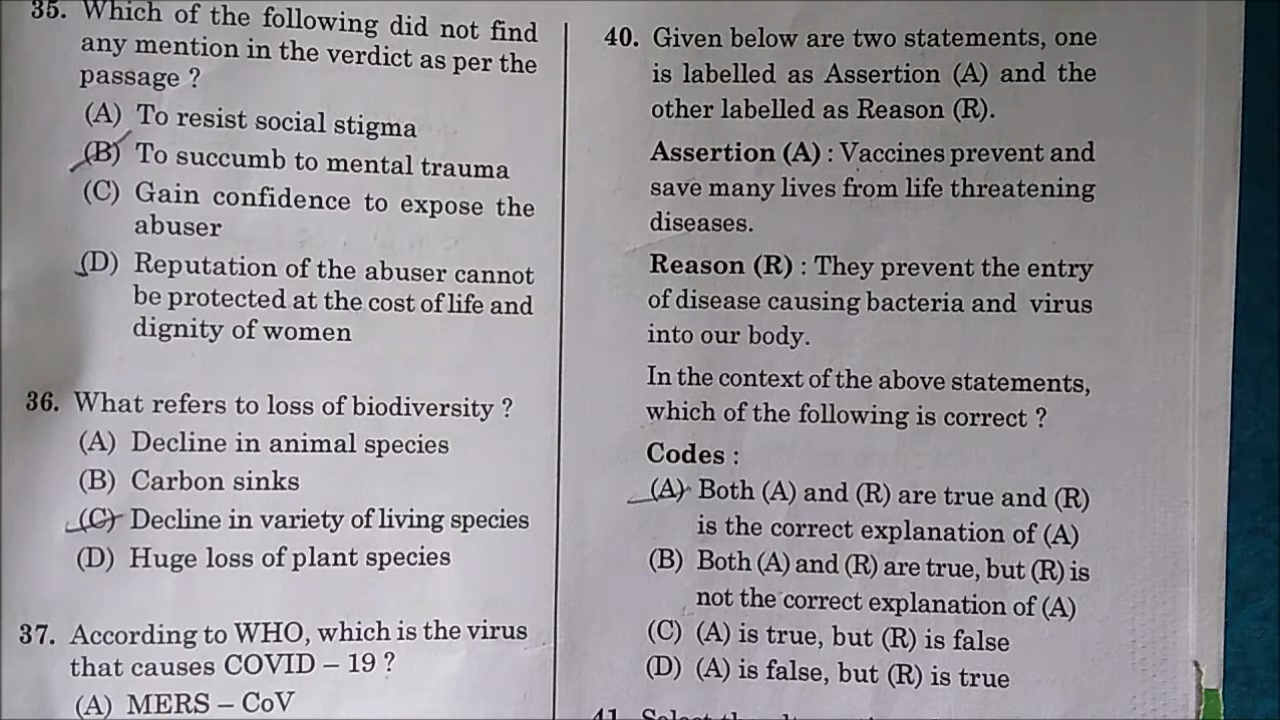 35. Which of the following did not find
any mention in the verdict as per the
passage ?
(A) To resist social stigma
(B) To succumb to mental trauma
(C) Gain confidence to expose the
abuser
(D) Reputation of the abuser cannot
be protected at the cost of life and
dignity of women
36. What refers to loss of biodiversity ?
(A) Decline in animal species
(B) Carbon sinks
(C) Decline in variety of living species
(D) Huge loss of plant species
37. According to WHO, which is the virus
that causes COVID – 19 ?
(A) MERS – CoV
40. Given below are two statements, one
is labelled as Assertion (A) and the
other labelled as Reason (R).
Assertion (A) : Vaccines prevent and
save many lives from life threatening
diseases.
Reason (R) : They prevent the entry
of disease causing bacteria and virus
into our body.
In the context of the above statements,
which of the following is correct ?
Codes :
(A) Both (A) and (R) are true and (R)
is the correct explanation of (A)
(B) Both (A) and (R) are true, but (R) is
not the correct explanation of (A)
(C) (A) is true, but (R) is false
(D) (A) is false, but (R) is true
41. Select the